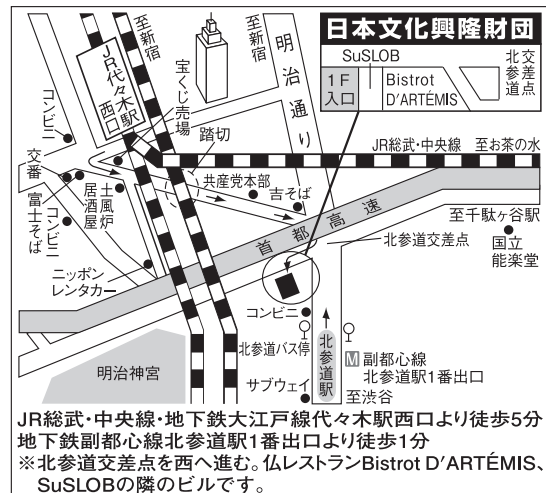 日本文化興隆財団
SuSLOB
1F
入口
Bistrot
D'ARTÉMIS
北参道
交差点
至新宿
至新宿
JR代々木駅
西口
宝くじ売場
明治通り
踏切
コンビニ
交番
富士そば
コンビニ
居酒屋
土風炉
共産党本部
吉そば
JR総武・中央線 至お茶の水
首都高速
至千駄ヶ谷駅
国立
能楽堂
北参道交差点
ニッポン
レンタカー
コンビニ
北参道バス停
北参道駅
M 副都心線
北参道駅1番出口
明治神宮
サブウェイ
至渋谷
JR総武・中央線・地下鉄大江戸線代々木駅西口より徒歩5分
地下鉄副都心線北参道駅1番出口より徒歩1分
※北参道交差点を西へ進む。仏レストランBistrot D'ARTÉMIS、
SuSLOBの隣のビルです。